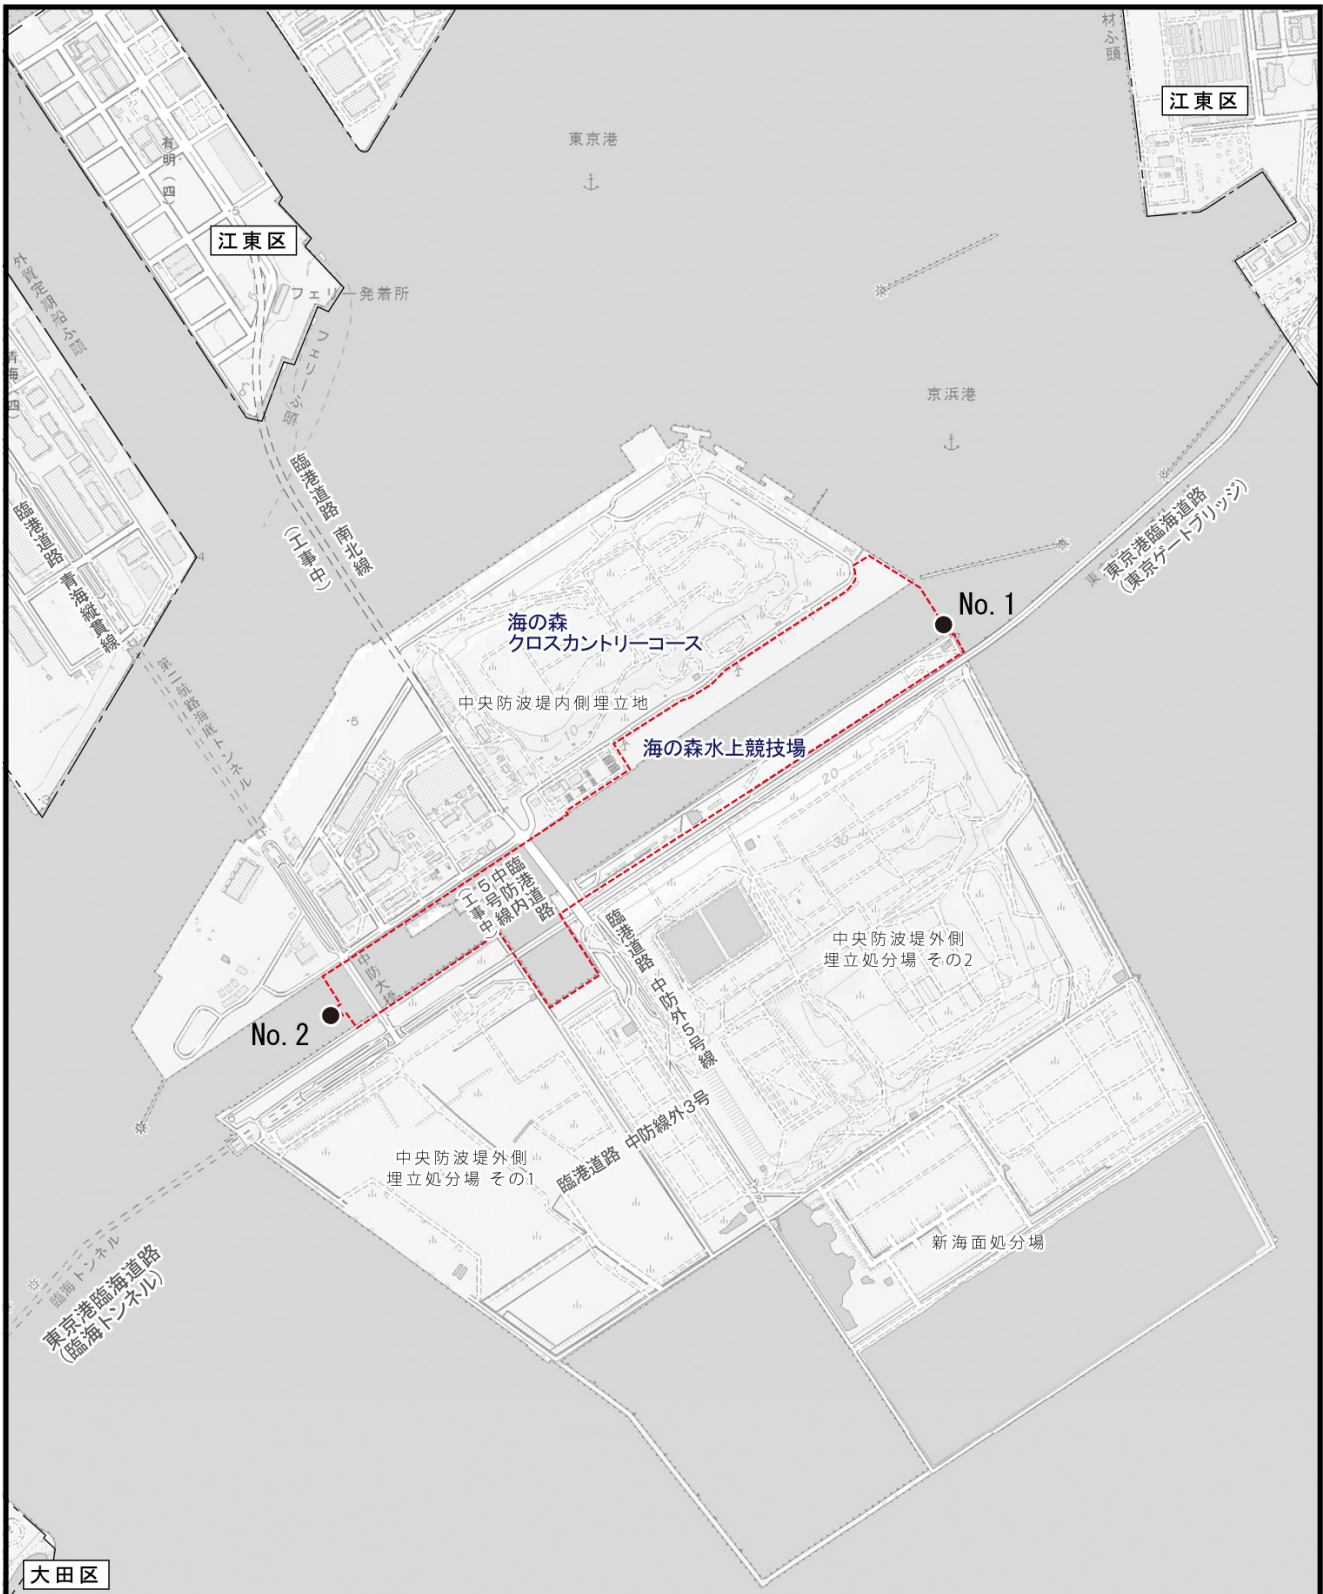 材ふ頭
江東区
東京港
有明(四)
5
江東区
外貿定期船ふ頭
フェリー発着所
フェリーふ頭
青海(四)
京浜港
臨港道路 南北線
(工事中)
臨港道路 青海縦貫線
東京港臨海道路
(東京ゲートブリッジ)
No. 1
海の森
クロスカントリーコース
第二航路海底トンネル
中央防波堤内側埋立地
・5
10
海の森水上競技場
20
30
臨港道路
中防内
5号線
(工事中)
臨港道路 中防外5号線
中央防波堤外側
埋立処分場 その2
中防大橋
No. 2
臨港道路 中防線外3号
中央防波堤外側
埋立処分場 その1
新海面処分場
臨海トンネル
東京港臨海道路
(臨海トンネル)
大田区